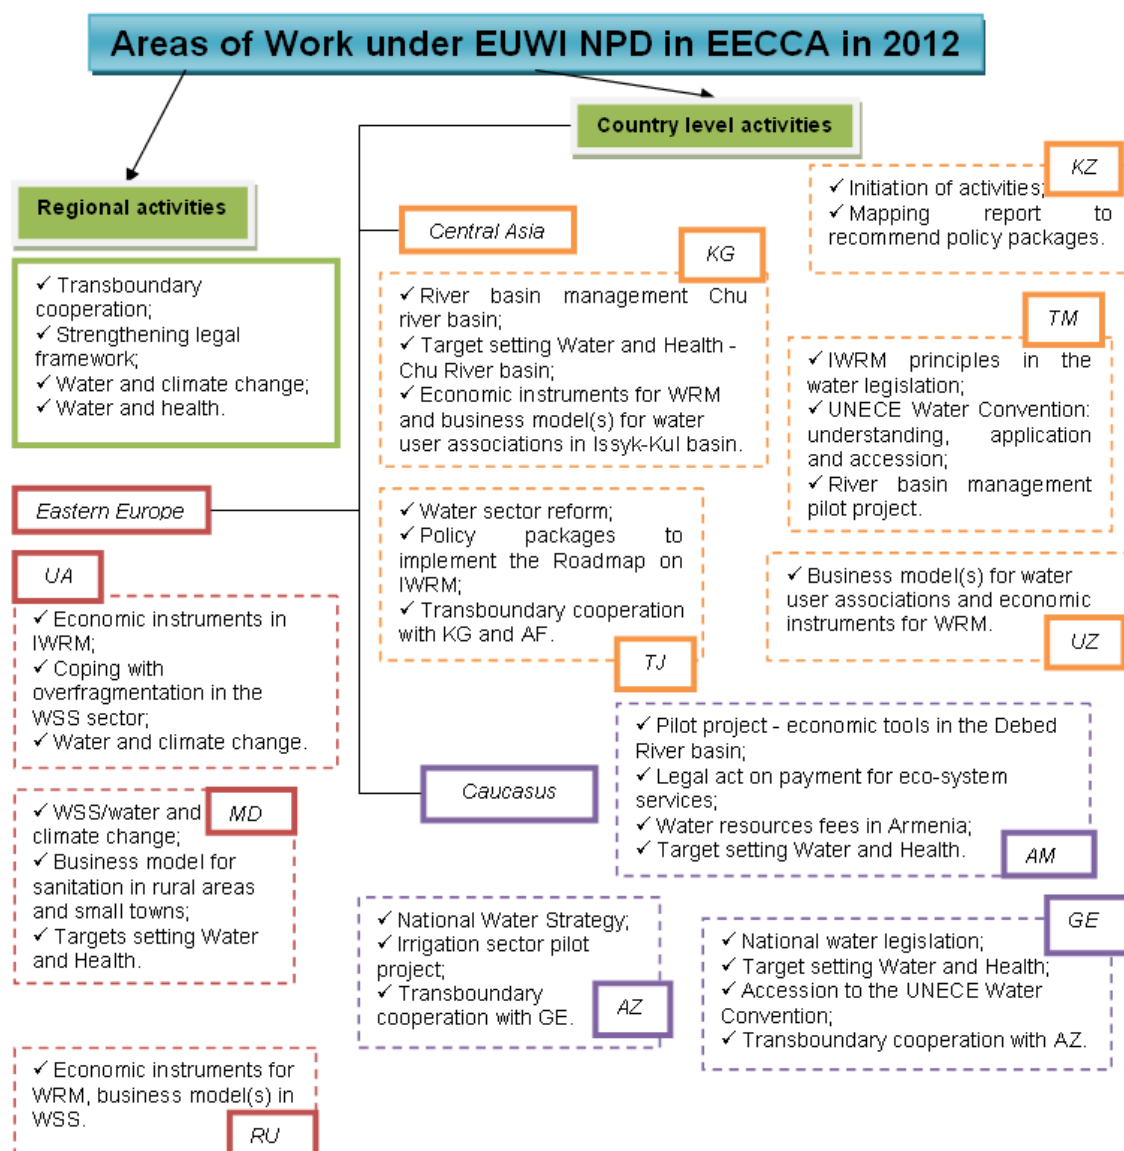 Areas of Work under EUWI NPD in EECCA in 2012
Country level activities
Regional activities
✓ Transboundary
cooperation;
✓ Strengthening legal
framework;
✓ Water and climate change;
✓ Water and health.
Central Asia
KZ
✓ Initiation of activities;
✓ Mapping report to
recommend policy packages.
KG
✓ River basin management Chu
river basin;
✓ Target setting Water and Health -
Chu River basin;
✓ Economic instruments for WRM
and business model(s) for water
user associations in Issyk-Kul basin.
TM
✓ IWRM principles in the
water legislation;
✓ UNECE Water Convention:
understanding, application
and accession;
✓ River basin management
pilot project.
✓ Water sector reform;
✓ Policy packages to
implement the Roadmap on
IWRM;
✓ Transboundary cooperation
with KG and AF.
TJ
✓ Business model(s) for water
user associations and economic
instruments for WRM.
UZ
Eastern Europe
UA
✓ Economic instruments in
IWRM;
✓ Coping with
overfragmentation in the
WSS sector;
✓ Water and climate change.
MD
✓ WSS/water and
climate change;
✓ Business model for
sanitation in rural areas
and small towns;
✓ Targets setting Water
and Health.
✓ Economic instruments for
WRM, business model(s) in
WSS.
RU
Caucasus
✓ Pilot project - economic tools in the Debed
River basin;
✓ Legal act on payment for eco-system
services;
✓ Water resources fees in Armenia;
✓ Target setting Water and Health.
AM
✓ National Water Strategy;
✓ Irrigation sector pilot
project;
✓ Transboundary
cooperation with GE.
AZ
GE
✓ National water legislation;
✓ Target setting Water and Health;
✓ Accession to the UNECE Water
Convention;
✓ Transboundary cooperation with AZ.